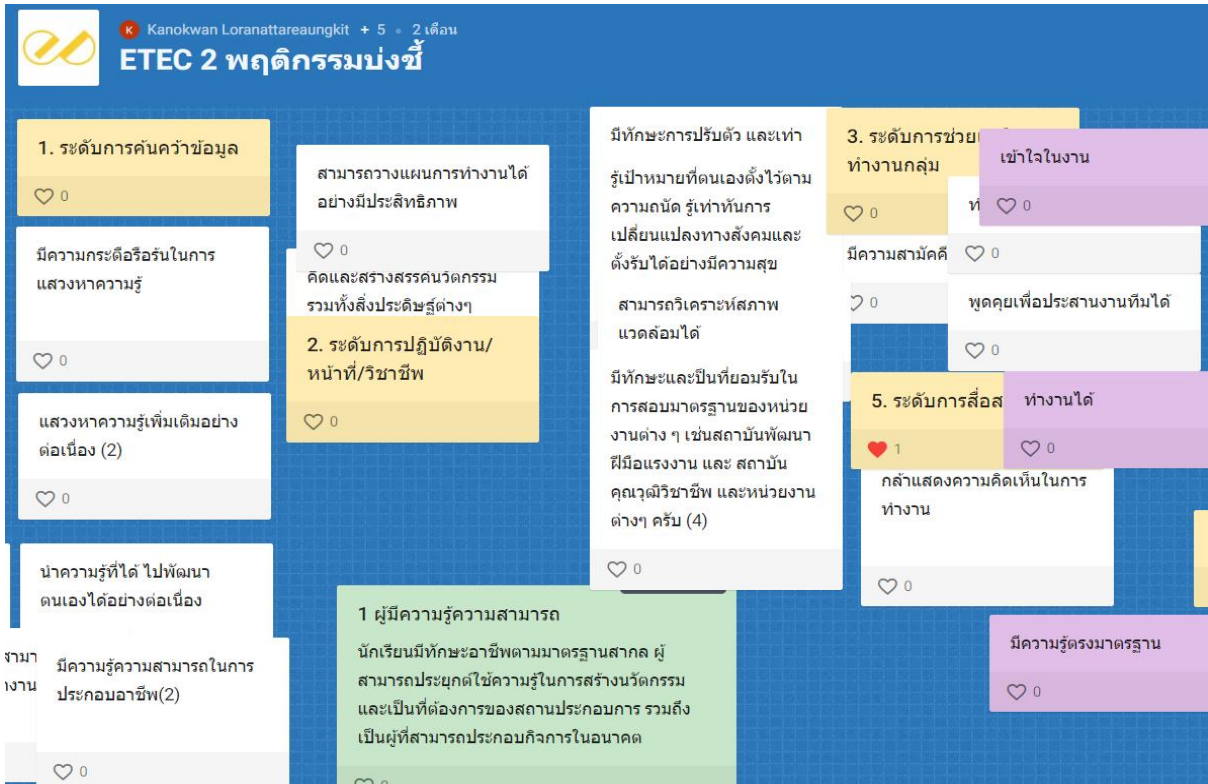 K Kanokwan Loranattareaungkit + 5 • 2 เดือน
ETEC 2 พฤติกรรมบ่งชี้
1. ระดับการค้นคว้าข้อมูล
0
มีความกระตือรือรันในการ
แสวงหาความรู้
0
แสวงหาความรู้เพิ่มเติมอย่าง
ต่อเนื่อง (2)
0
นำความรู้ที่ได้ ไปพัฒนา
ตนเองได้อย่างต่อเนื่อง
มีความรู้ความสามารถในการ
ประกอบอาชีพ(2)
0
สามารถวางแผนการทำงานได้
อย่างมีประสิทธิภาพ
0
คิดและสร้างสรรค์นวัตกรรม
รวมทั้งสิ่งประดิษฐ์ต่างๆ
2. ระดับการปฏิบัติงาน/
หน้าที่/วิชาชีพ
0
1 ผู้มีความรู้ความสามารถ
นักเรียนมีทักษะอาชีพตามมาตรฐานสากล ผู้
สามารถประยุกต์ใช้ความรู้ในการสร้างนวัตกรรม
และเป็นที่ต้องการของสถานประกอบการ รวมถึง
เป็นผู้ที่สามารถประกอบกิจการในอนาคต
มีทักษะการปรับตัว และเท่า
รู้เป้าหมายที่ตนเองตั้งไว้ตาม
ความถนัด รู้เท่าทันการ
เปลี่ยนแปลงทางสังคมและ
ตั้งรับได้อย่างมีความสุข
สามารถวิเคราะห์สภาพ
แวดล้อมได้
มีทักษะและป็นที่ยอมรับใน
การสอบมาตรฐานของหน่วย
งานต่าง ๆ เช่นสถาบันพัฒนา
ฝีมือแรงงาน และ สถาบัน
คุณวุฒิวิชาชีพ และหน่วยงาน
ต่างๆ ครับ (4)
0
3. ระดับการช่วย
ทำงานกลุ่ม
0
เข้าใจในงาน
0
มีความสามัคคี
0
0
พูดคุยเพื่อประสานงานทีมได้
0
5. ระดับการสื่อส
1
ทำงานได้
0
กล้าแสดงความคิดเห็นในการ
ทำงาน
0
มีความรู้ตรงมาตรฐาน
0